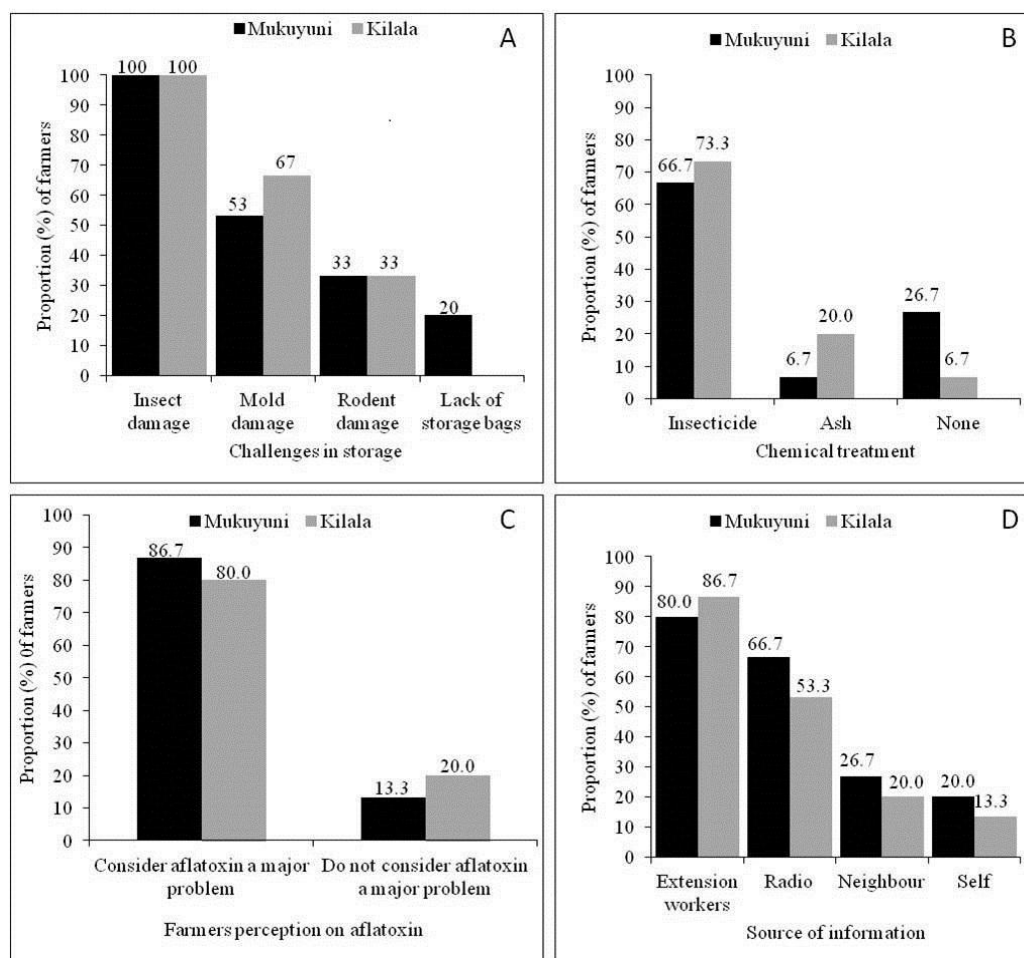 Mukuyuni Kilala A
100 100
100
90
80
70
60
50
40
30
20
10
0
67
53
33 33
20
Proportion (%) of farmers
Insect damage
Mold damage
Rodent damage
Lack of storage bags
Challenges in storage
Mukuyuni Kilala B
100
90
80
70
60
50
40
30
20
10
0
66.7 73.3
6.7 20.0
26.7 6.7
Proportion (%) of farmers
Insecticide Ash None
Chemical treatment
Mukuyuni Kilala C
100
90
80
70
60
50
40
30
20
10
0
86.7 80.0
13.3 20.0
Proportion (%) 0f farmers
Consider aflatoxin a major
problem
Do not consider aflatoxin
a major problem
Farmers perception on aflatoxin
Mukuyuni Kilala D
100
90
80
70
60
50
40
30
20
10
0
80.0 86.7
66.7 53.3
26.7 20.0
20.0 13.3
Proportion (%) of farmers
Extension
workers
Radio Neighbour Self
Source of information